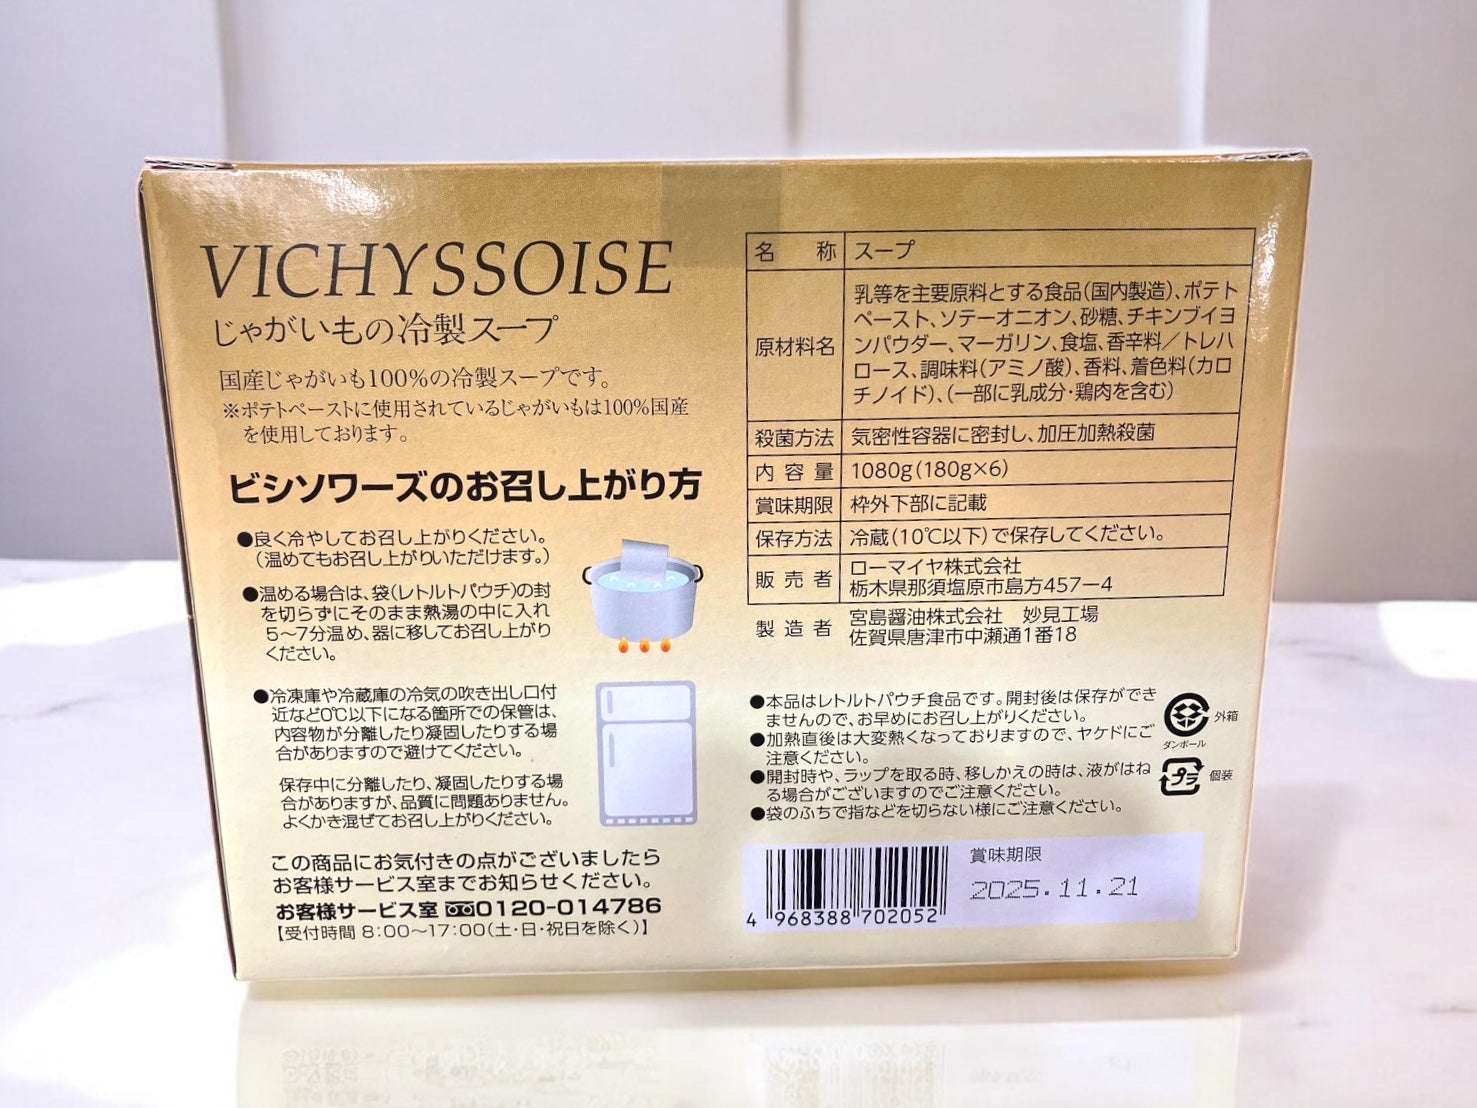 VICHYSSOISE
じゃがいもの冷製スープ
国産じゃがいも100%の冷製スープです。
※ポテトペーストに使用されているじゃがいもは100%国産
を使用しております。
ビシソワーズのお召し上がり方
●良く冷やしてお召し上がりください。
(温めてもお召し上がりいただけます。)
●温める場合は、袋(レトルトパウチ)の封
を切らずにそのまま熱湯の中に入れ
5〜7分温め、器に移してお召し上がり
ください。
●冷凍庫や冷蔵庫の冷気の吹き出し口付
近など0℃以下になる箇所での保管は、
内容物が分離したり凝固したりする場
合がありますので避けてください。
保存中に分離したり、凝固したりする場
合がありますが、品質に問題ありません。
よくかき混ぜてお召し上がりください。
この商品にお気付きの点がございましたら
お客様サービス室までお知らせください。
お客様サービス室 0120-014786
【受付時間 8:00〜17:00(土・日・祝日を除く)】
名称 スープ
原材料名 乳等を主要原料とする食品(国内製造)、ポテト
ペースト、ソテーオニオン、砂糖、チキンブイヨ
ンパウダー、マーガリン、食塩、香辛料／トレハ
ロース、調味料(アミノ酸)、香料、着色料(カロ
チノイド)、(一部に乳成分・鶏肉を含む)
殺菌方法 気密性容器に密封し、加圧加熱殺菌
内容量 1080g(180g×6)
賞味期限 枠外下部に記載
保存方法 冷蔵(10℃以下)で保存してください。
販売者 ローマイヤ株式会社
栃木県那須塩原市島方457ー4
製造者 宮島醤油株式会社 妙見工場
佐賀県唐津市中瀬通1番18
●本品はレトルトパウチ食品です。開封後は保存ができ
ませんので、お早めにお召し上がりください。
●加熱直後は大変熱くなっておりますので、ヤケドにご
注意ください。
●開封時や、ラップを取る時、移しかえの時は、液がはね
る場合がございますのでご注意ください。
●袋のふちで指などを切らない様にご注意ください。
外箱
ダンボール
プラ
個装
賞味期限
2025.11.21
4 968388 702052